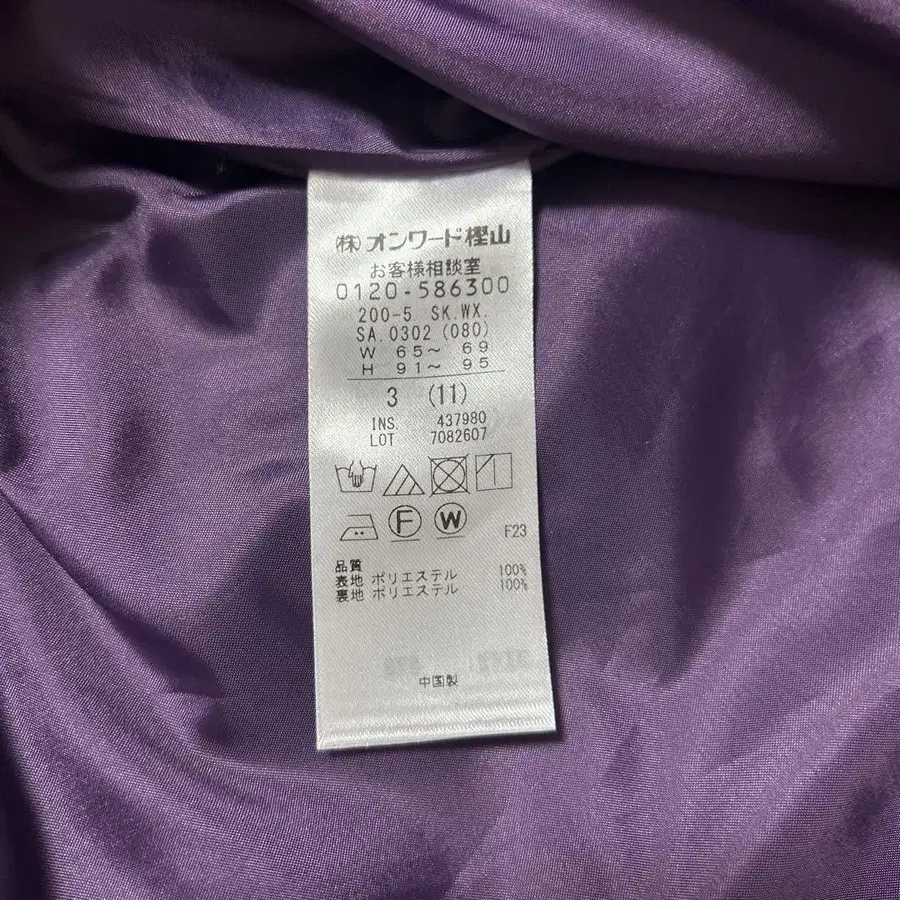 (株)オンワード樫山
お客様相談室
0120-586300
200-5 SK.WX.
SA.0302 (080)
W 65～ 69
H 91～ 95
3 (11)
INS. 437980
LOT 7082607
F W F23
品質
表地 ポリエステル 100%
裏地 ポリエステル 100%
中国製